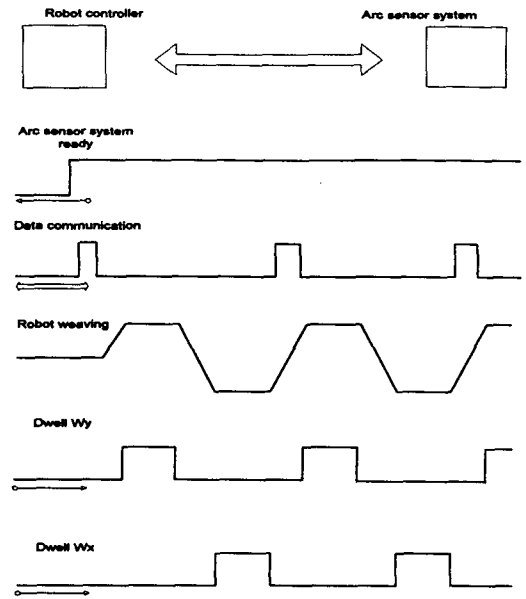 Robot controller
Arc sensor system
Arc sensor system
ready
Data communication
Robot weaving
Dwell Wy
Dwell Wx